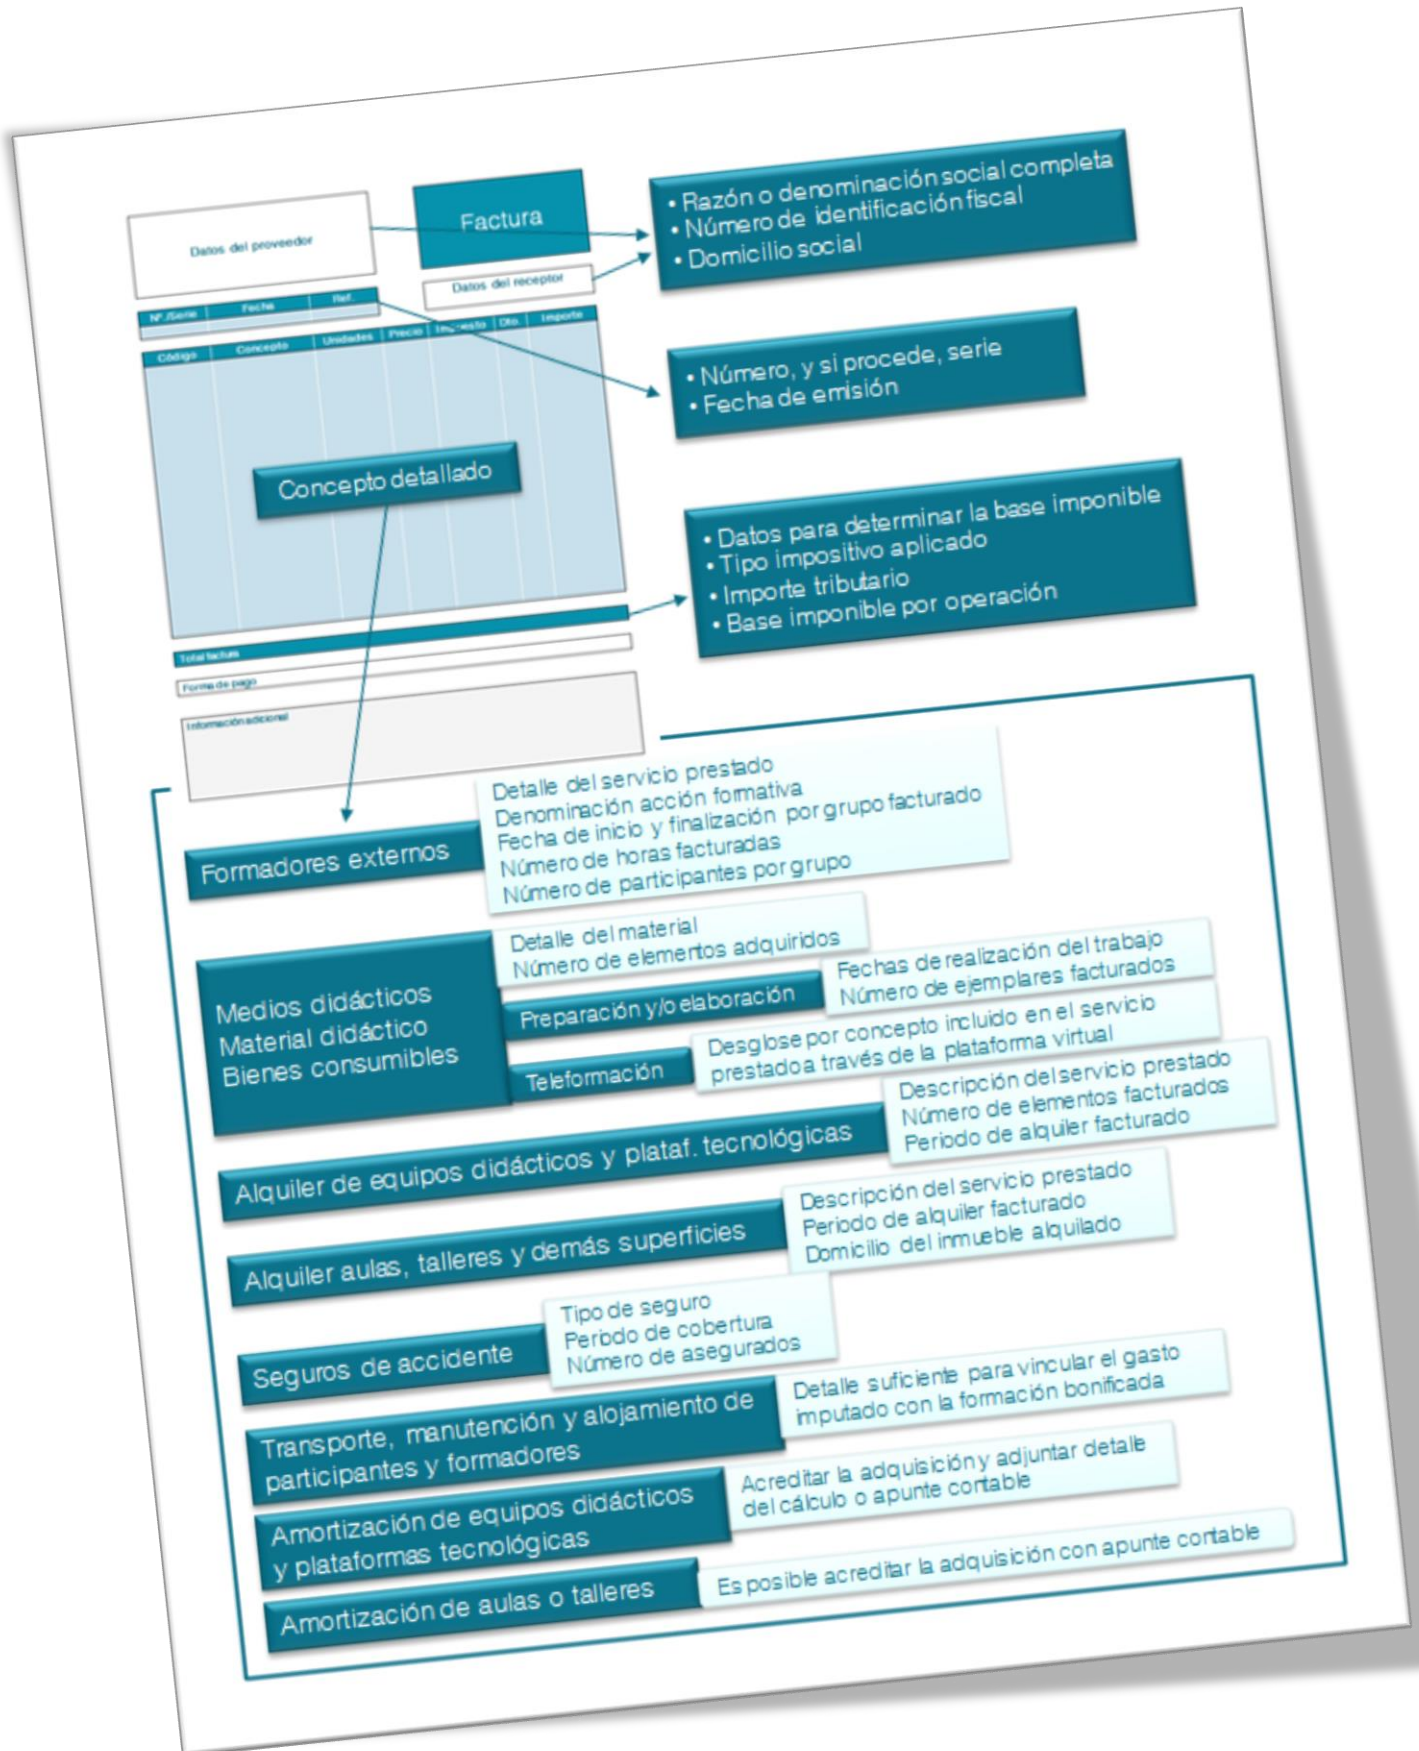 Datos del proveedor
Factura
Datos del receptor
• Razón o denominación social completa
• Número de identificación fiscal
• Domicilio social
Nº./Serie Fecha Ref.
Código Concepto Unidades Precio Impuesto Dto. Importe
• Número, y si procede, serie
• Fecha de emisión
Concepto detallado
• Datos para determinar la base imponible
• Tipo impositivo aplicado
• Importe tributario
• Base imponible por operación
Total factura
Forma de pago
Información adicional
Formadores externos
Detalle del servicio prestado
Denominación acción formativa
Fecha de inicio y finalización por grupo facturado
Número de horas facturadas
Número de participantes por grupo
Medios didácticos
Material didáctico
Bienes consumibles
Detalle del material
Número de elementos adquiridos
Preparación y/o elaboración
Fechas de realización del trabajo
Número de ejemplares facturados
Teleformación
Desglose por concepto incluido en el servicio
prestado a través de la plataforma virtual
Alquiler de equipos didácticos y plataf. tecnológicas
Descripción del servicio prestado
Número de elementos facturados
Periodo de alquiler facturado
Alquiler aulas, talleres y demás superficies
Descripción del servicio prestado
Periodo de alquiler facturado
Domicilio del inmueble alquilado
Seguros de accidente
Tipo de seguro
Periodo de cobertura
Número de asegurados
Transporte, manutención y alojamiento de
participantes y formadores
Detalle suficiente para vincular el gasto
imputado con la formación bonificada
Amortización de equipos didácticos
y plataformas tecnológicas
Acreditar la adquisición y adjuntar detalle
del cálculo o apunte contable
Amortización de aulas o talleres
Es posible acreditar la adquisición con apunte contable